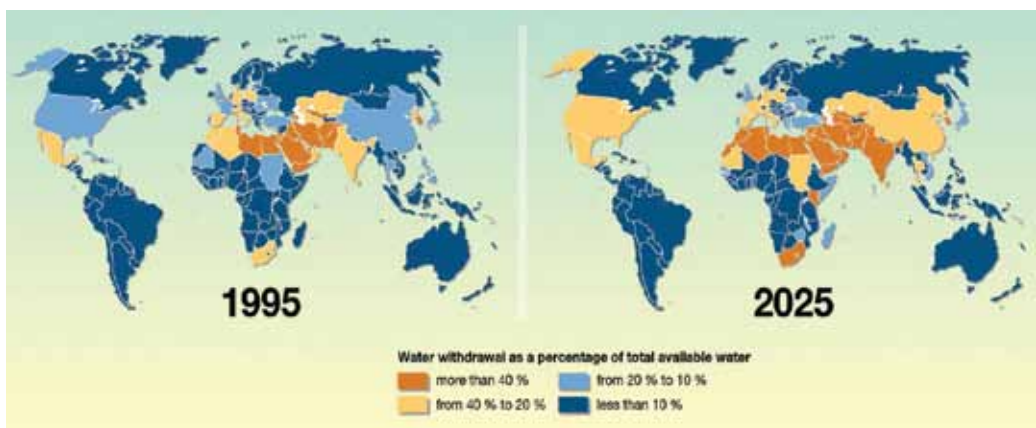 1995
2025
Water withdrawal as a percentage of total available water
more than 40 %
from 20 % to 10 %
from 40 % to 20 %
less than 10 %